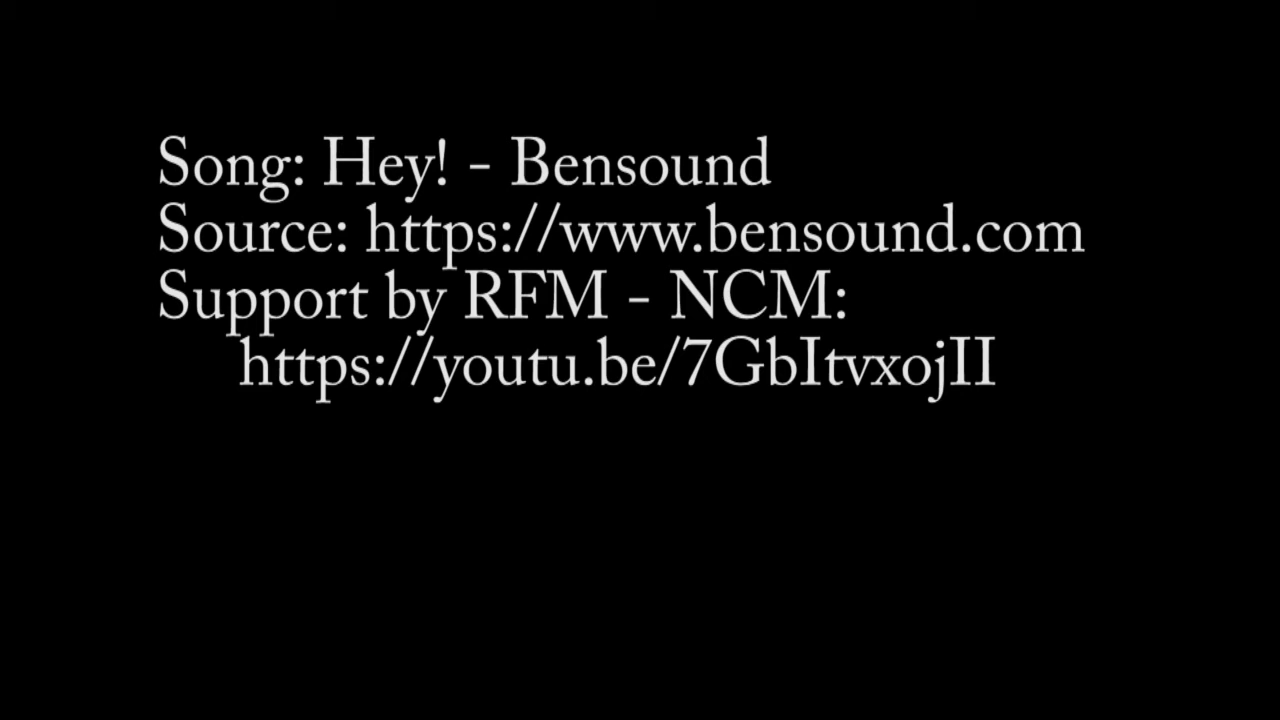 Song: Hey! - Bensound
Source: https://www.bensound.com
Support by RFM - NCM:
https://youtu.be/7GbItvxojII